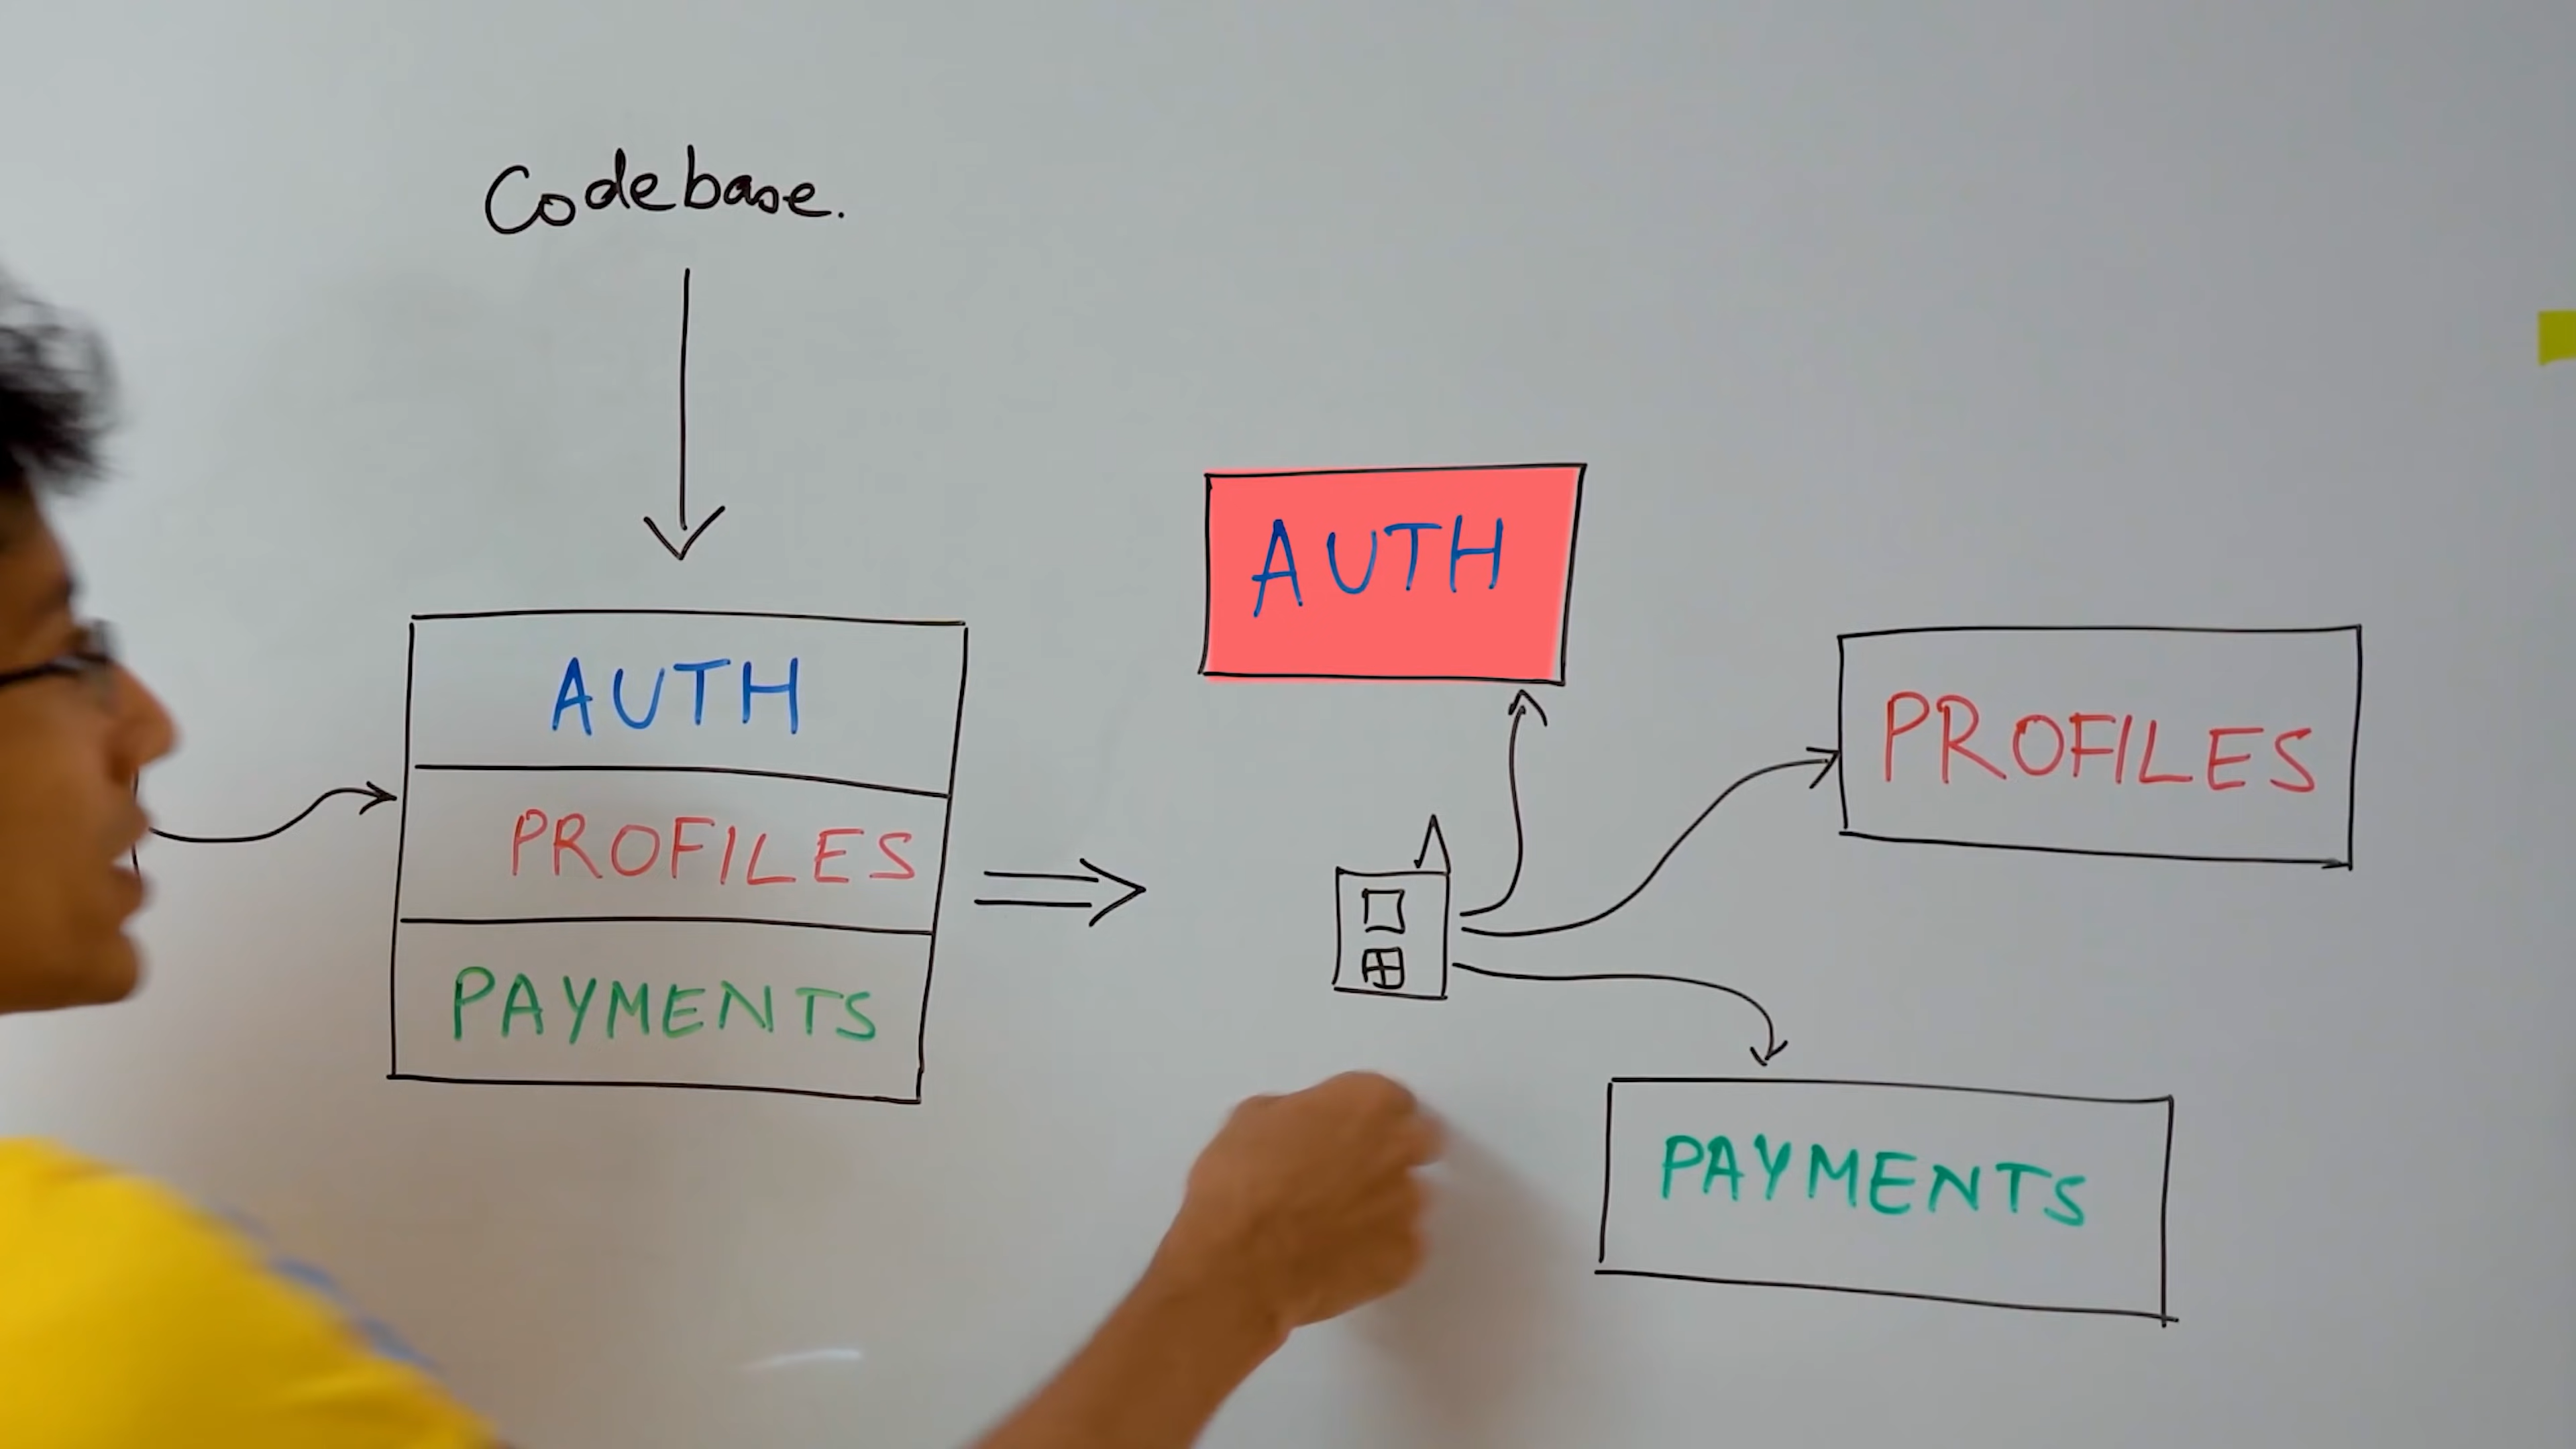 Codebase.
AUTH
PROFILES
PAYMENTS
AUTH
PROFILES
PAYMENTS